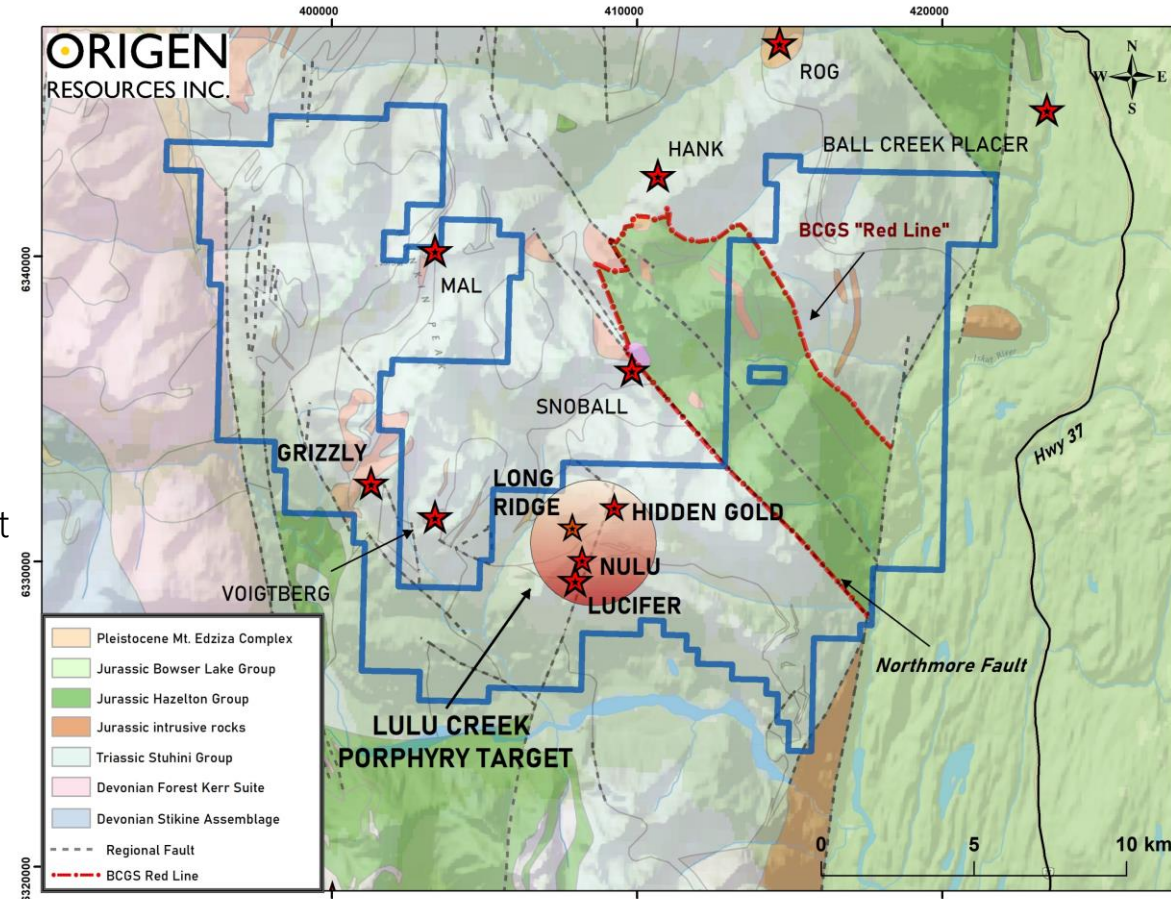 400000
410000
420000
ORIGEN
RESOURCES INC.
N
W
E
S
ROG
BALL CREEK PLACER
HANK
BCGS "Red Line"
6340000
MAL
Iskut River
SNOBALL
Hwy 37
GRIZZLY
LONG
RIDGE
HIDDEN GOLD
t
NULU
6330000
VOIGTBERG
LUCIFER
Northmore Fault
LULU CREEK
PORPHYRY TARGET
Pleistocene Mt. Edziza Complex
Jurassic Bowser Lake Group
Jurassic Hazelton Group
Jurassic intrusive rocks
Triassic Stuhini Group
Devonian Forest Kerr Suite
Devonian Stikine Assemblage
Regional Fault
BCGS Red Line
0
5
10 km
6320000